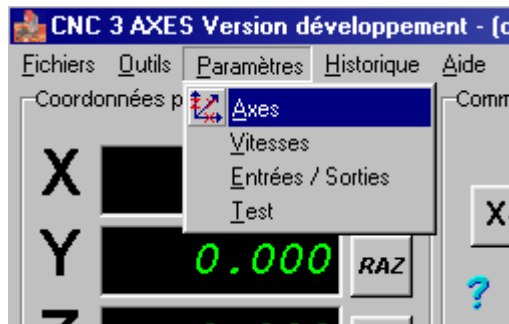 CNC 3 AXES Version développement - (
Fichiers Outils Paramètres Historique Aide
Coordonnées
Axes
Vitesses
Entrées / Sorties
Test
X
X
Y
0.000
RAZ
?
Z